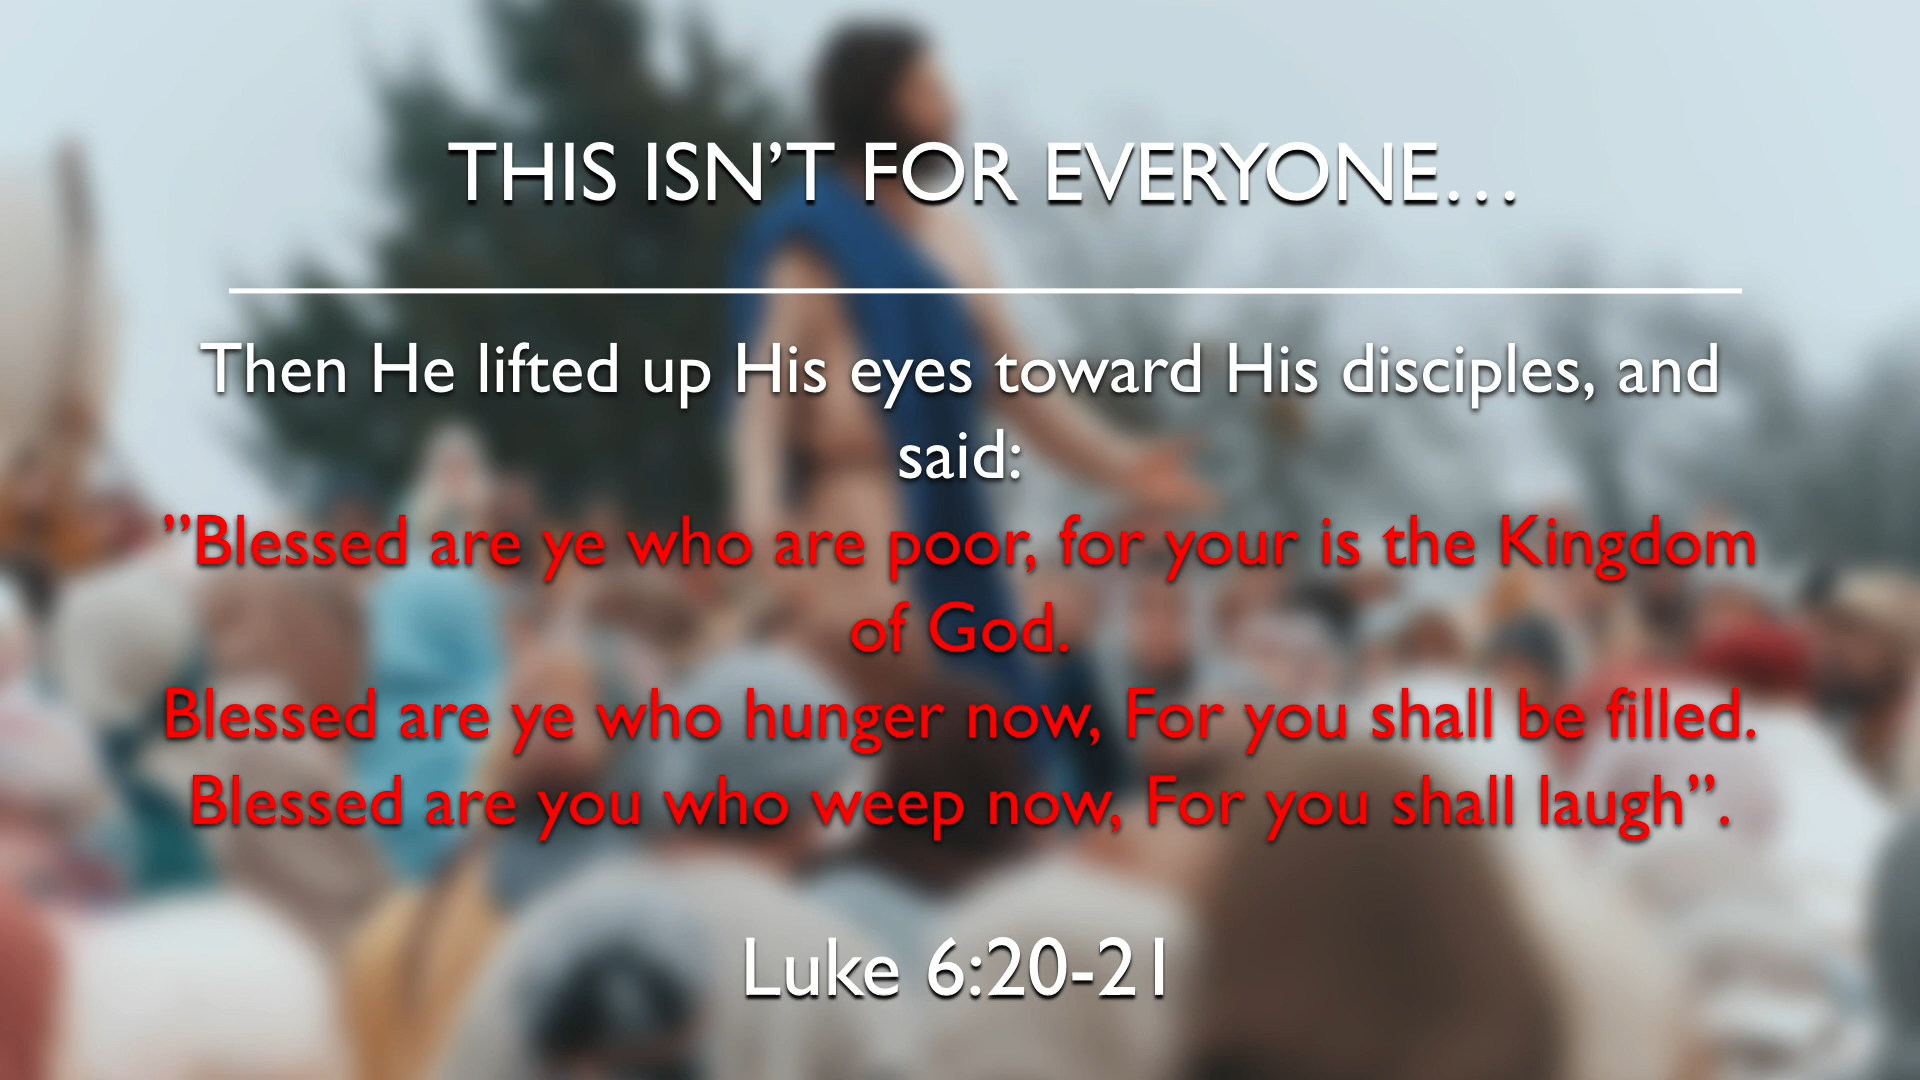 THIS ISN’T FOR EVERYONE…
Then He lifted up His eyes toward His disciples, and
said:
”Blessed are ye who are poor, for your is the Kingdom
of God.
Blessed are ye who hunger now, For you shall be filled.
Blessed are you who weep now, For you shall laugh”.
Luke 6:20-21